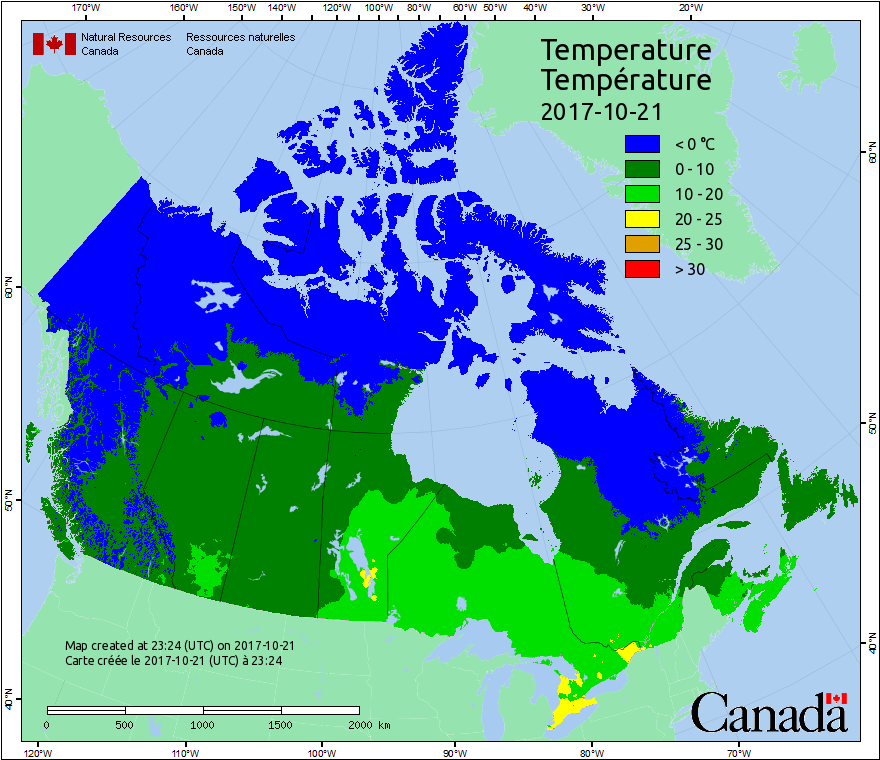 170°W 160°W 150°W 140°W 130°W 120°W 110°W 100°W 90°W 80°W 60°W 50°W 40°W 30°W 20°W
Natural Resources Ressources naturelles
Canada Canada
Temperature
Température
2017-10-21
< 0 °C
0 - 10
10 - 20
20 - 25
25 - 30
> 30
60°N 60°N
50°N 50°N
40°N 40°N
Map created at 23:24 (UTC) on 2017-10-21
Carte créée le 2017-10-21 (UTC) à 23:24
0 500 1000 1500 2000 km
Canada
120°W 110°W 100°W 90°W 80°W 70°W